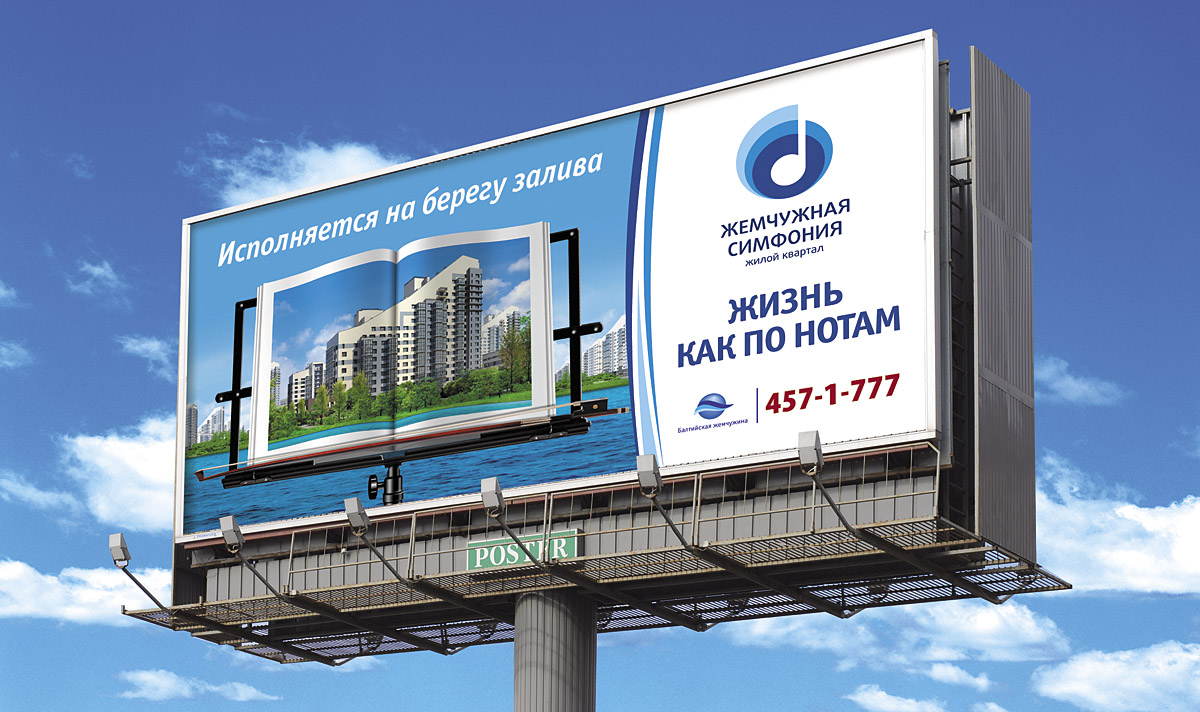 Исполняется на берегу залива
ЖЕМЧУЖНАЯ
СИМФОНИЯ
жилой квартал
ЖИЗНЬ
КАК ПО НОТАМ
Балтийская жемчужина
457-1-777
POSTER